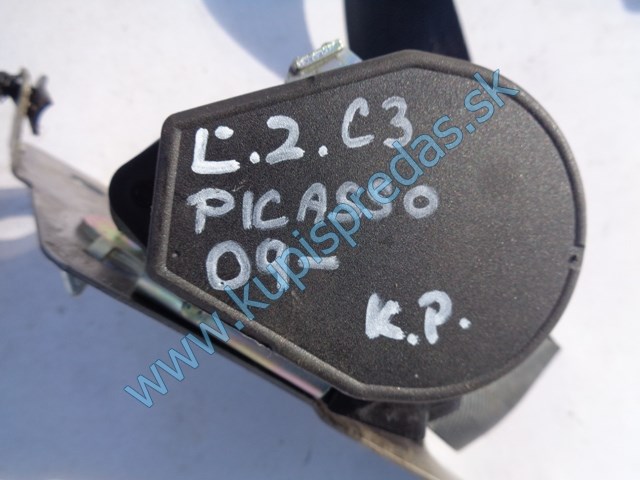 Ľ.2.C3
PICASSO
09-
K.P.
www.kupispredas.sk